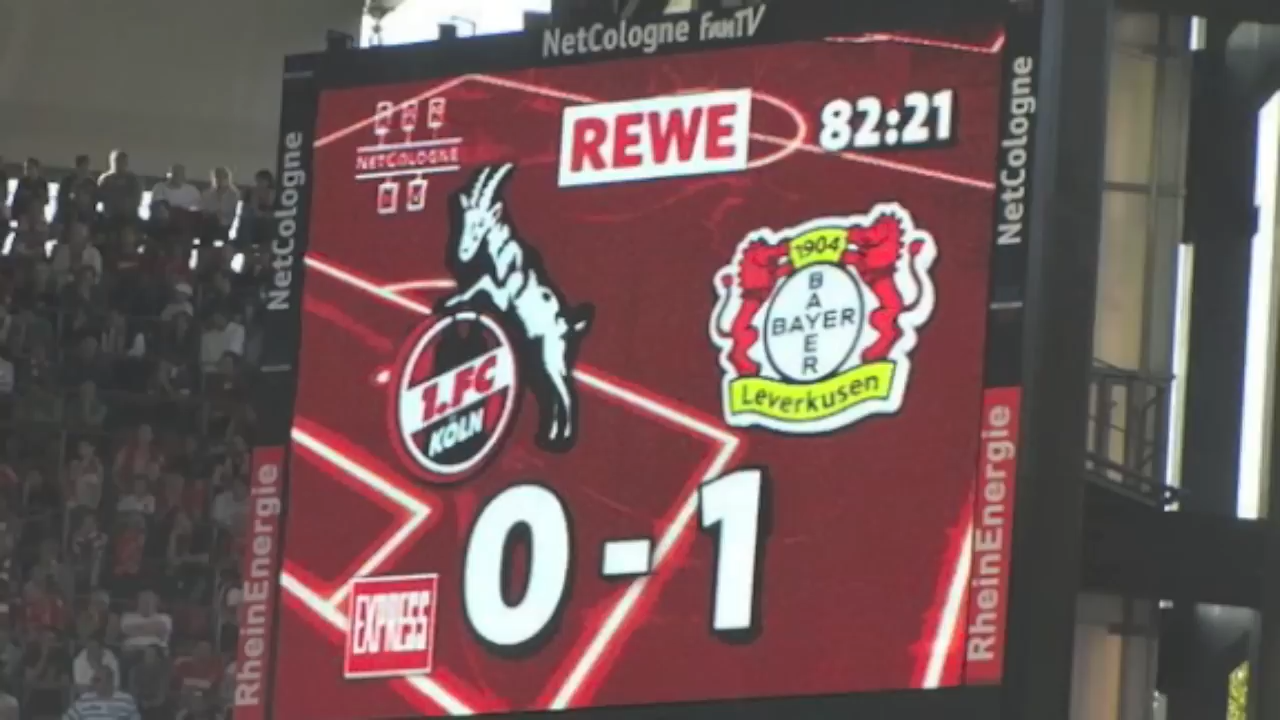 NetCologne FanTV
NETCOLOGNE
REWE
82:21
NetCologne
NetCologne
1904
BAYER
BAYER
Leverkusen
1. FC
KÖLN
0 - 1
EXPRESS
RheinEnergie
RheinEnergie